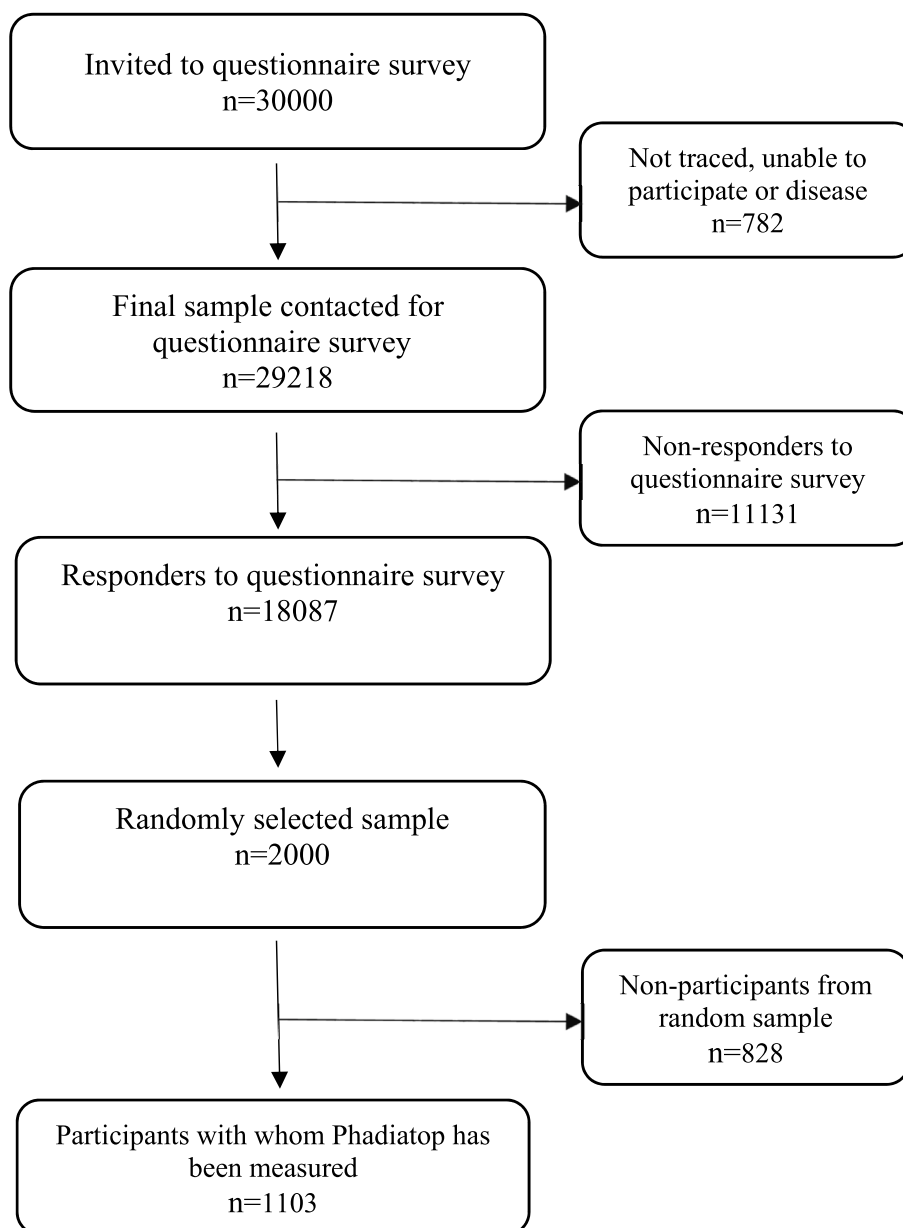 Invited to questionnaire survey
n=30000
Not traced, unable to
participate or disease
n=782
Final sample contacted for
questionnaire survey
n=29218
Non-responders to
questionnaire survey
n=11131
Responders to questionnaire survey
n=18087
Randomly selected sample
n=2000
Non-participants from
random sample
n=828
Participants with whom Phadiatop has
been measured
n=1103